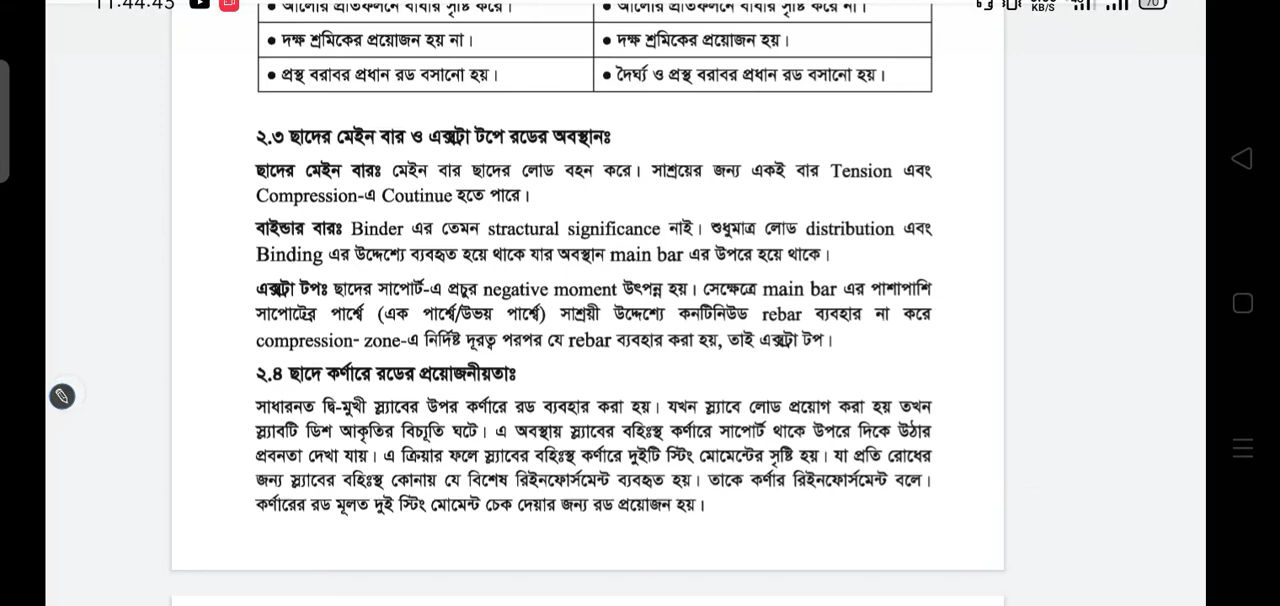 11:44:45
KB/S
70
• আলোর প্রতিফলনে বাধার সৃষ্টি করে।
• আলোর প্রতিফলনে বাধার সৃষ্টি করে না।
• দক্ষ শ্রমিকের প্রয়োজন হয় না।
• দক্ষ শ্রমিকের প্রয়োজন হয়।
• প্রস্থ বরাবর প্রধান রড বসানো হয়।
• দৈর্ঘ্য ও প্রস্থ বরাবর প্রধান রড বসানো হয়।
২.৩ ছাদের মেইন বার ও এক্সট্রা টপে রডের অবস্থানঃ
ছাদের মেইন বারঃ মেইন বার ছাদের লোড বহন করে। সাশ্রয়ের জন্য একই বার Tension এবং
Compression-এ Coutinue হতে পারে।
বাইন্ডার বারঃ Binder এর তেমন stractural significance নাই। শুধুমাত্র লোড distribution এবং
Binding এর উদ্দেশ্যে ব্যবহৃত হয়ে থাকে যার অবস্থান main bar এর উপরে হয়ে থাকে।
এক্সট্রা টপঃ ছাদের সাপোর্ট-এ প্রচুর negative moment উৎপন্ন হয়। সেক্ষেত্রে main bar এর পাশাপাশি
সাপোর্টের পার্শ্বে (এক পার্শ্বে/উভয় পার্শ্বে) সাশ্রয়ী উদ্দেশ্যে কনটিনিউড rebar ব্যবহার না করে
compression- zone-এ নির্দিষ্ট দূরত্ব পরপর যে rebar ব্যবহার করা হয়, তাই এক্সট্রা টপ।
২.৪ ছাদে কর্ণারে রডের প্রয়োজনীয়তাঃ
সাধারনত দ্বি-মুখী স্ল্যাবের উপর কর্ণারে রড ব্যবহার করা হয়। যখন স্ল্যাবে লোড প্রয়োগ করা হয় তখন
স্ল্যাবটি ডিশ আকৃতির বিচ্যুতি ঘটে। এ অবস্থায় স্ল্যাবের বহিঃস্থ কর্ণারে সাপোর্ট থাকে উপরে দিকে উঠার
প্রবনতা দেখা যায়। এ ক্রিয়ার ফলে স্ল্যাবের বহিঃস্থ কর্ণারে দুইটি স্টিং মোমেন্টের সৃষ্টি হয়। যা প্রতি রোধের
জন্য স্ল্যাবের বহিঃস্থ কোনায় যে বিশেষ রিইনফোর্সমেন্ট ব্যবহৃত হয়। তাকে কর্ণার রিইনফোর্সমেন্ট বলে।
কর্ণারের রড মূলত দুই স্টিং মোমেন্ট চেক দেয়ার জন্য রড প্রয়োজন হয়।